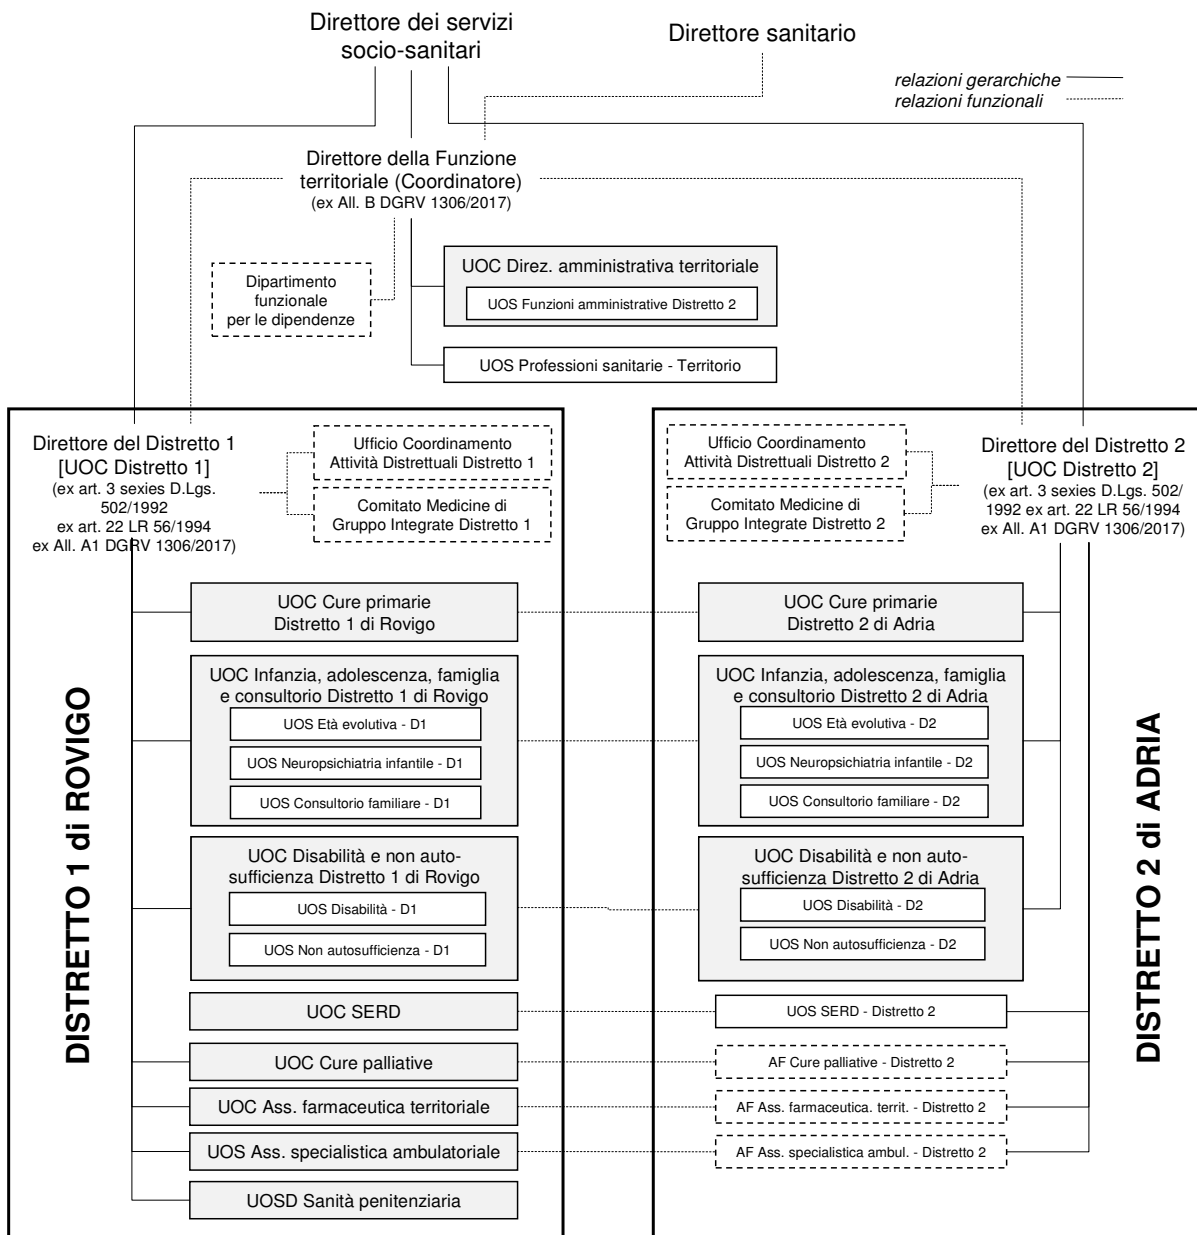 Direttore dei servizi
socio-sanitari
Direttore sanitario
relazioni gerarchiche
relazioni funzionali
Direttore della Funzione
territoriale (Coordinatore)
(ex All. B DGRV 1306/2017)
Dipartimento
funzionale
per le dipendenze
UOC Direz. amministrativa territoriale
UOS Funzioni amministrative Distretto 2
UOS Professioni sanitarie - Territorio
DISTRETTO 1 di ROVIGO
Direttore del Distretto 1
[UOC Distretto 1]
(ex art. 3 sexies D.Lgs.
502/1992
ex art. 22 LR 56/1994
ex All. A1 DGRV 1306/2017)
Ufficio Coordinamento
Attività Distrettuali Distretto 1
Comitato Medicine di
Gruppo Integrate Distretto 1
UOC Cure primarie
Distretto 1 di Rovigo
UOC Infanzia, adolescenza, famiglia
e consultorio Distretto 1 di Rovigo
UOS Età evolutiva - D1
UOS Neuropsichiatria infantile - D1
UOS Consultorio familiare - D1
UOC Disabilità e non auto-
sufficienza Distretto 1 di Rovigo
UOS Disabilità - D1
UOS Non autosufficienza - D1
UOC SERD
UOC Cure palliative
UOC Ass. farmaceutica territoriale
UOS Ass. specialistica ambulatoriale
UOSD Sanità penitenziaria
Ufficio Coordinamento
Attività Distrettuali Distretto 2
Comitato Medicine di
Gruppo Integrate Distretto 2
Direttore del Distretto 2
[UOC Distretto 2]
(ex art. 3 sexies D.Lgs. 502/
1992 ex art. 22 LR 56/1994
ex All. A1 DGRV 1306/2017)
UOC Cure primarie
Distretto 2 di Adria
UOC Infanzia, adolescenza, famiglia
e consultorio Distretto 2 di Adria
UOS Età evolutiva - D2
UOS Neuropsichiatria infantile - D2
UOS Consultorio familiare - D2
UOC Disabilità e non auto-
sufficienza Distretto 2 di Adria
UOS Disabilità - D2
UOS Non autosufficienza - D2
UOS SERD - Distretto 2
AF Cure palliative - Distretto 2
AF Ass. farmaceutica. territ. - Distretto 2
AF Ass. specialistica ambul. - Distretto 2
DISTRETTO 2 di ADRIA